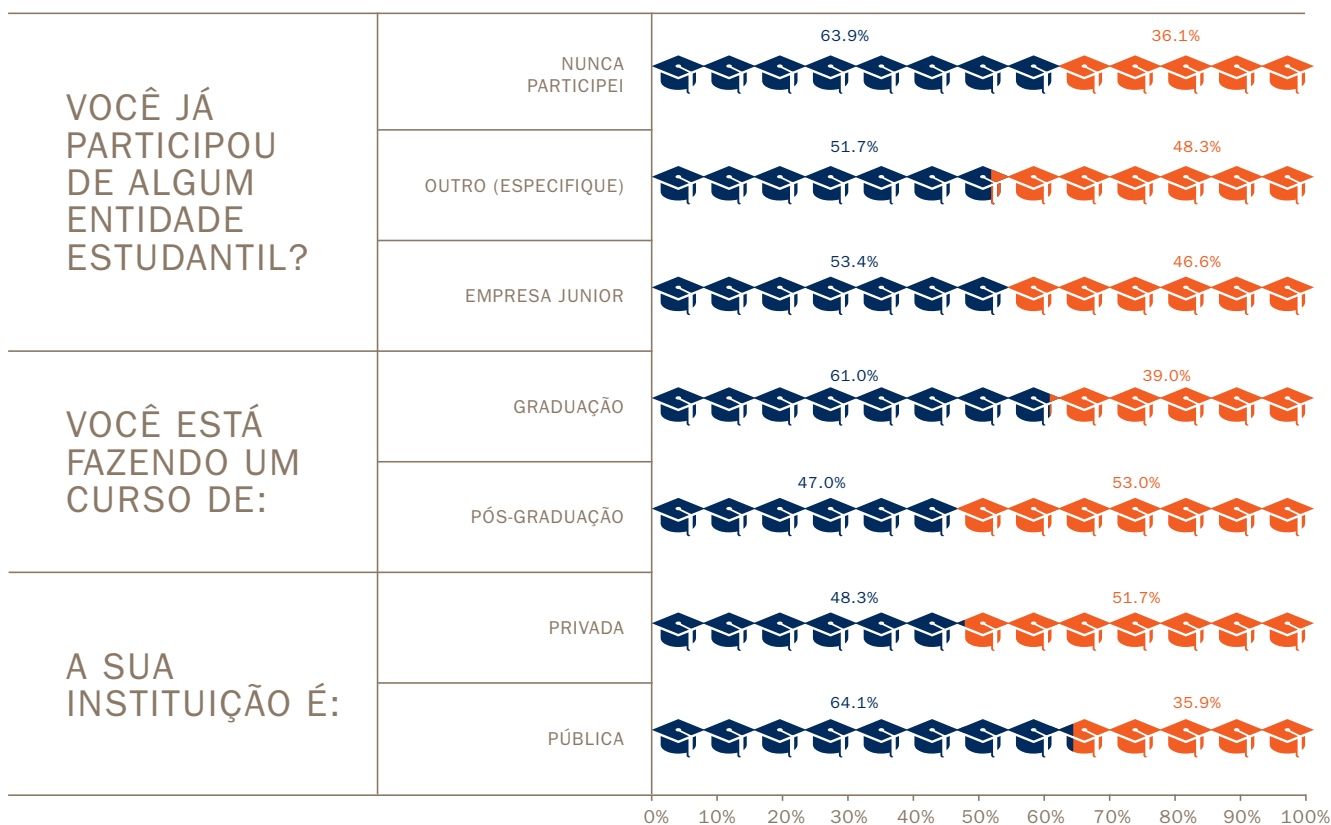 VOCÊ JÁ
PARTICIPOU
DE ALGUM
ENTIDADE
ESTUDANTIL?
NUNCA
PARTICIPEI
63.9% 36.1%
OUTRO (ESPECIFIQUE)
51.7% 48.3%
EMPRESA JUNIOR
53.4% 46.6%
VOCÊ ESTÁ
FAZENDO UM
CURSO DE:
GRADUAÇÃO
61.0% 39.0%
PÓS-GRADUAÇÃO
47.0% 53.0%
A SUA
INSTITUIÇÃO É:
PRIVADA
48.3% 51.7%
PÚBLICA
64.1% 35.9%
0% 10% 20% 30% 40% 50% 60% 70% 80% 90% 100%